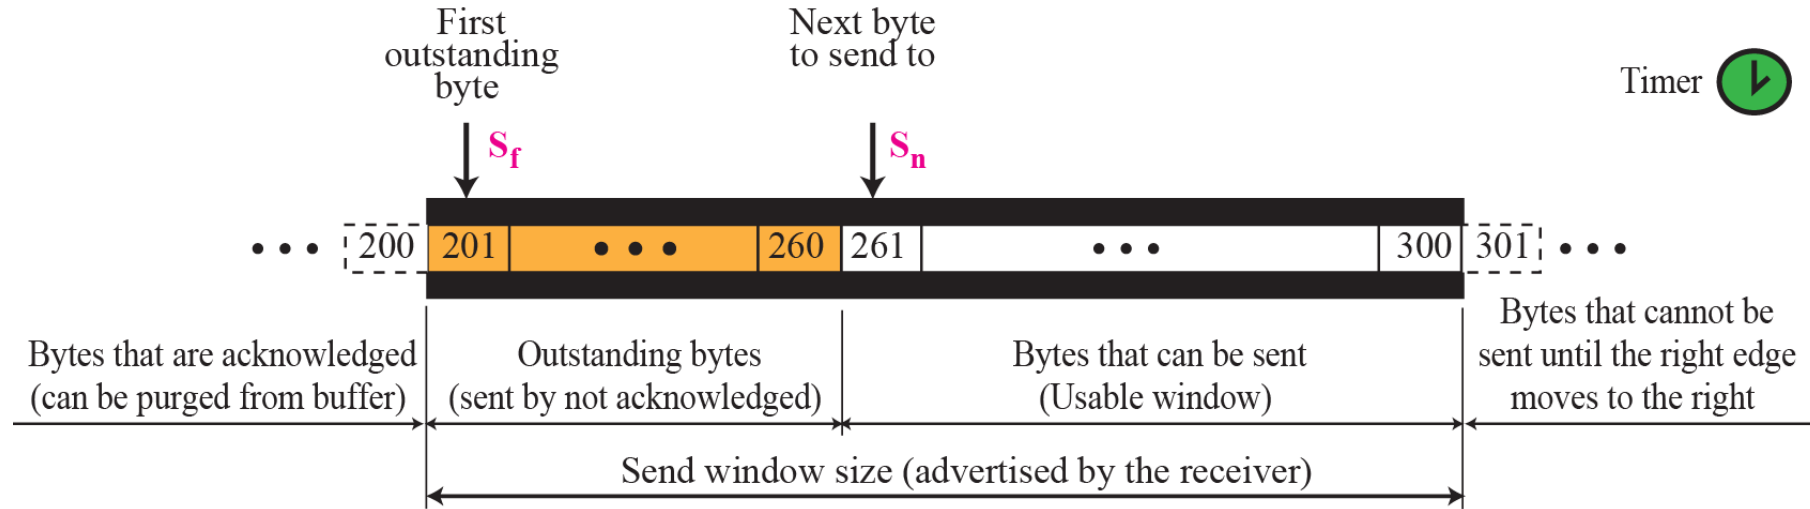 First
outstanding
byte
Next byte
to send to
Timer
Sf
Sn
• • • 200 201 • • • 260 261 • • • 300 301 • • •
Bytes that are acknowledged
(can be purged from buffer)
Outstanding bytes
(sent by not acknowledged)
Bytes that can be sent
(Usable window)
Bytes that cannot be
sent until the right edge
moves to the right
Send window size (advertised by the receiver)